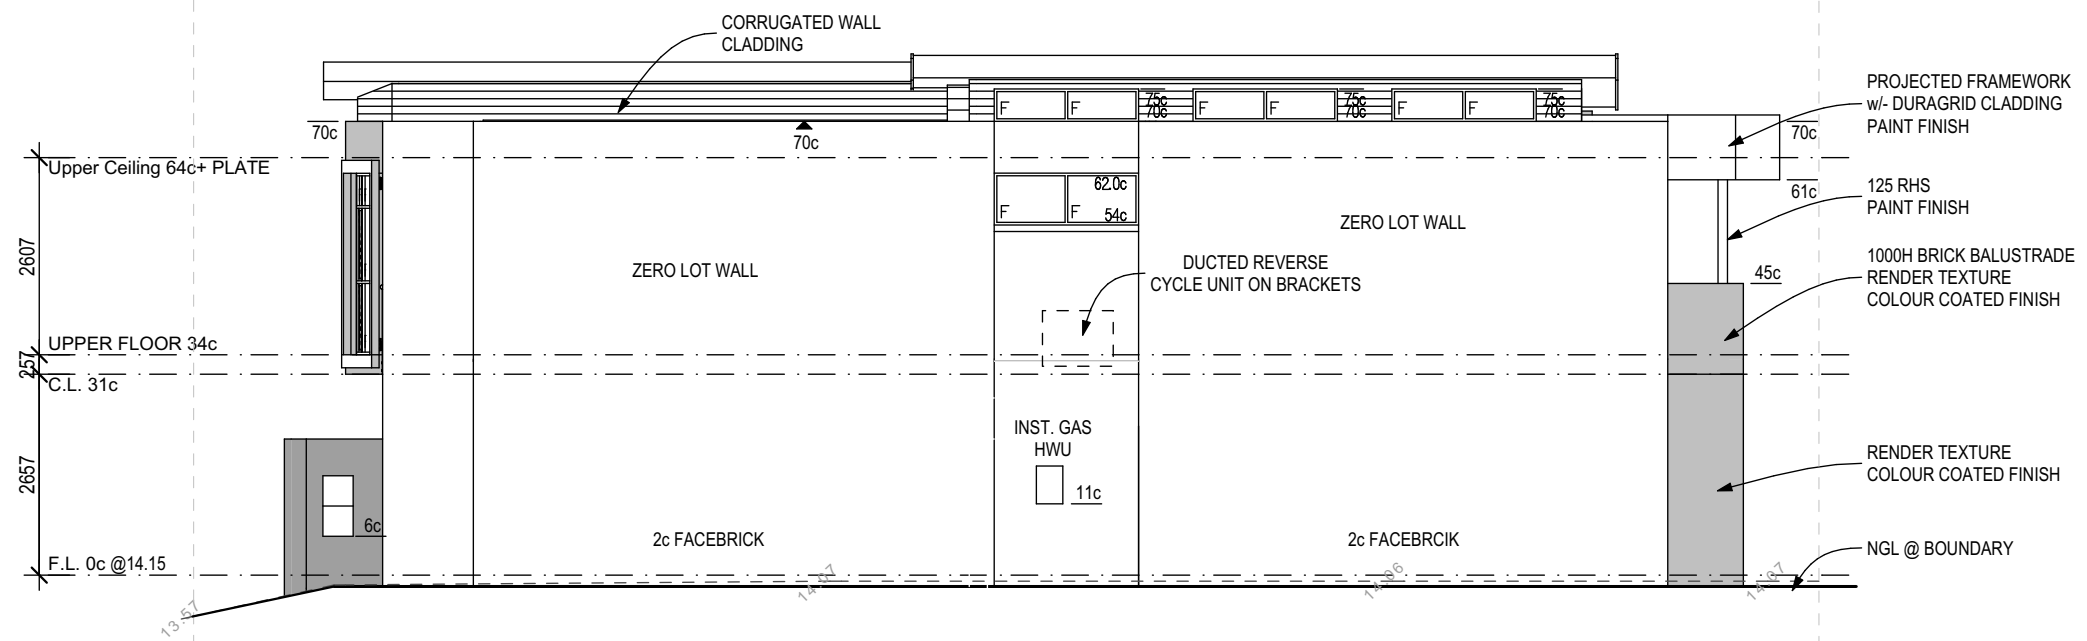 CORRUGATED WALL
CLADDING
PROJECTED FRAMEWORK
w/- DURAGRID CLADDING
PAINT FINISH
F
F
75c
70c
F
F
75c
70c
F
F
75c
70c
70c
70c
70c
Upper Ceiling 64c+ PLATE
62.0c
F
F
54c
61c
125 RHS
PAINT FINISH
ZERO LOT WALL
ZERO LOT WALL
2607
DUCTED REVERSE
CYCLE UNIT ON BRACKETS
1000H BRICK BALUSTRADE
RENDER TEXTURE
COLOUR COATED FINISH
45c
UPPER FLOOR 34c
257
C.L. 31c
INST. GAS
HWU
11c
2657
RENDER TEXTURE
COLOUR COATED FINISH
6c
2c FACEBRICK
2c FACEBRCIK
NGL @ BOUNDARY
F.L. 0c @14.15
13.57
14.07
14.06
14.07